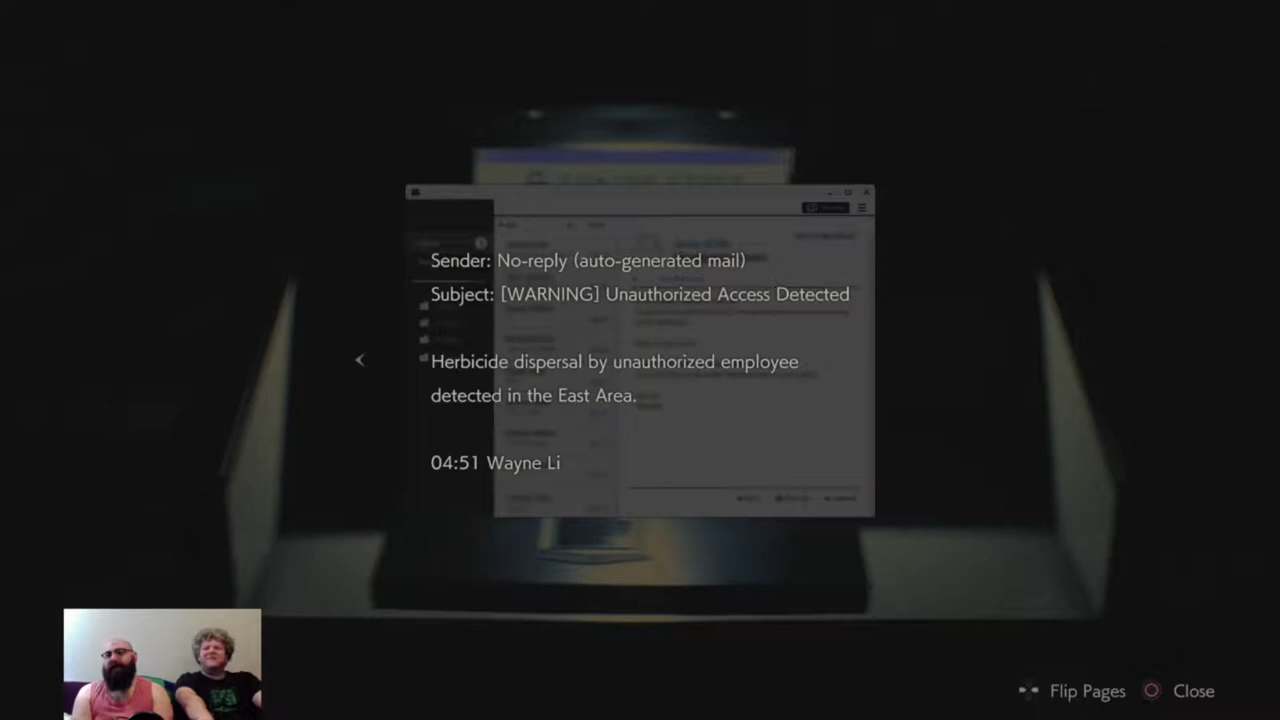 Sender: No-reply (auto-generated mail)
Subject: [WARNING] Unauthorized Access Detected
Herbicide dispersal by unauthorized employee
detected in the East Area.
04:51 Wayne Li
Flip Pages
Close